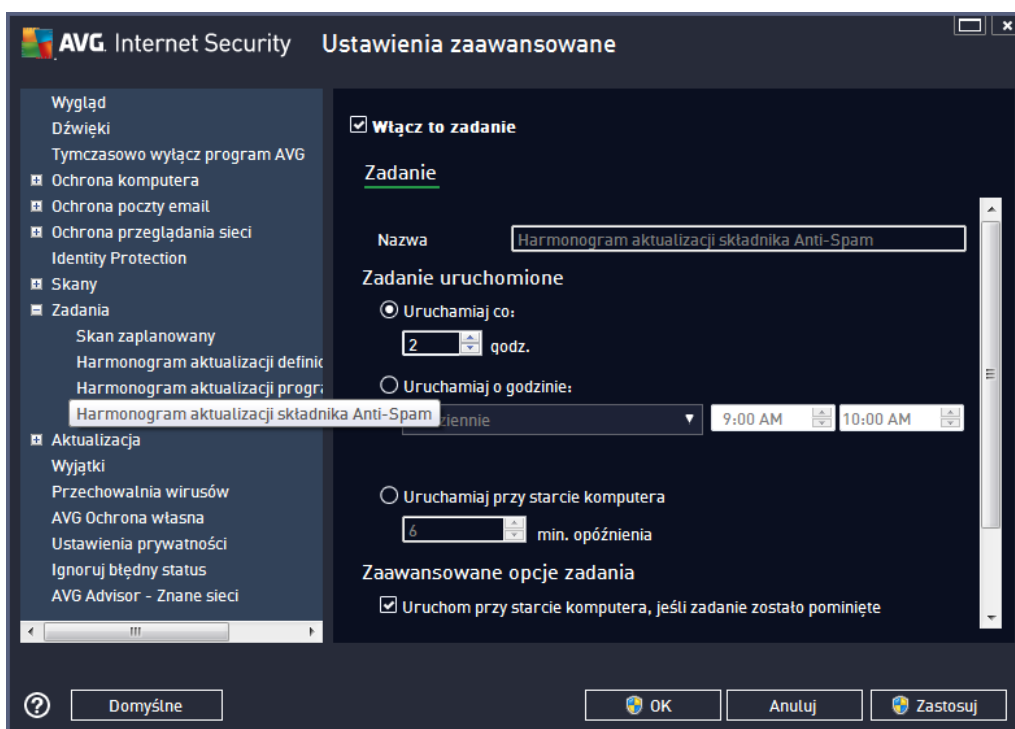 AVG. Internet Security Ustawienia zaawansowane
Wygląd
Dźwięki
Tymczasowo wyłącz program AVG
Ochrona komputera
Ochrona poczty email
Ochrona przeglądania sieci
Identity Protection
Skany
Zadania
Skan zaplanowany
Harmonogram aktualizacji definic
Harmonogram aktualizacji progra
Harmonogram aktualizacji składnika Anti-Spam
Aktualizacja
Wyjątki
Przechowalnia wirusów
AVG Ochrona własna
Ustawienia prywatności
Ignoruj błędny status
AVG Advisor - Znane sieci
Włącz to zadanie
Zadanie
Nazwa Harmonogram aktualizacji składnika Anti-Spam
Zadanie uruchomione
Uruchamiaj co:
2 godz.
Uruchamiaj o godzinie:
ziennie 9:00 AM 10:00 AM
Uruchamiaj przy starcie komputera
6 min. opóźnienia
Zaawansowane opcje zadania
Uruchom przy starcie komputera, jeśli zadanie zostało pominięte
Domyślne OK Anuluj Zastosuj